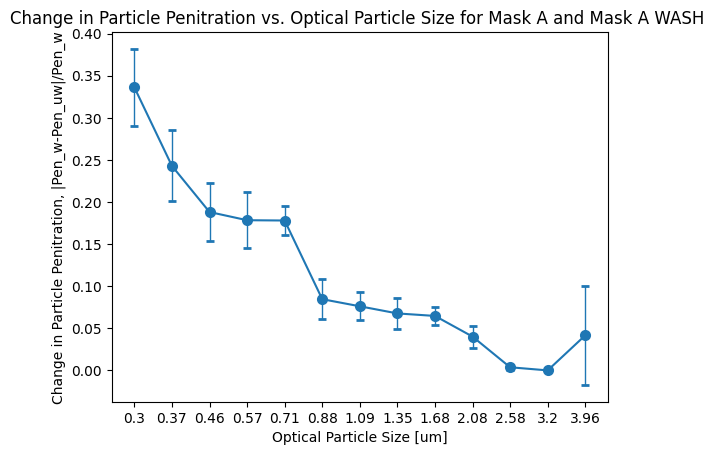 Change in Particle Penitration vs. Optical Particle Size for Mask A and Mask A WASH
Change in Particle Penitration, |Pen_w-Pen_uw|/Pen_w
0.40
0.35
0.30
0.25
0.20
0.15
0.10
0.05
0.00
0.3 0.37 0.46 0.57 0.71 0.88 1.09 1.35 1.68 2.08 2.58 3.2 3.96
Optical Particle Size [um]